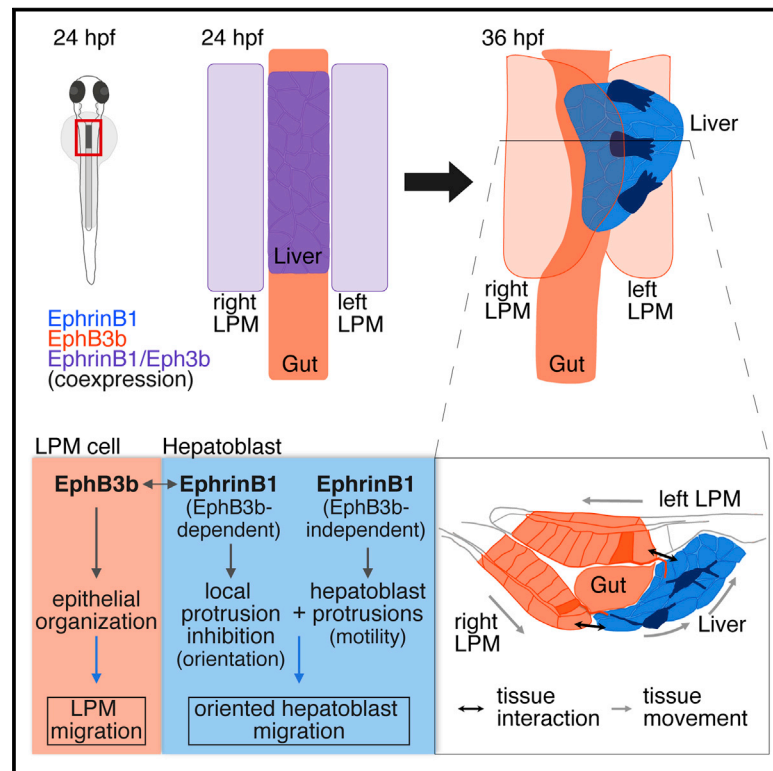 24 hpf
24 hpf
36 hpf
Liver
Liver
right
LPM
left
LPM
Gut
right
LPM
left
LPM
Gut
EphrinB1
EphB3b
EphrinB1/Eph3b
(coexpression)
LPM cell
Hepatoblast
EphB3b
EphrinB1
(EphB3b-
dependent)
EphrinB1
(EphB3b-
independent)
epithelial
organization
local
protrusion
inhibition
(orientation)
+
hepatoblast
protrusions
(motility)
LPM
migration
oriented hepatoblast
migration
left LPM
Gut
right
LPM
Liver
tissue
interaction
tissue
movement